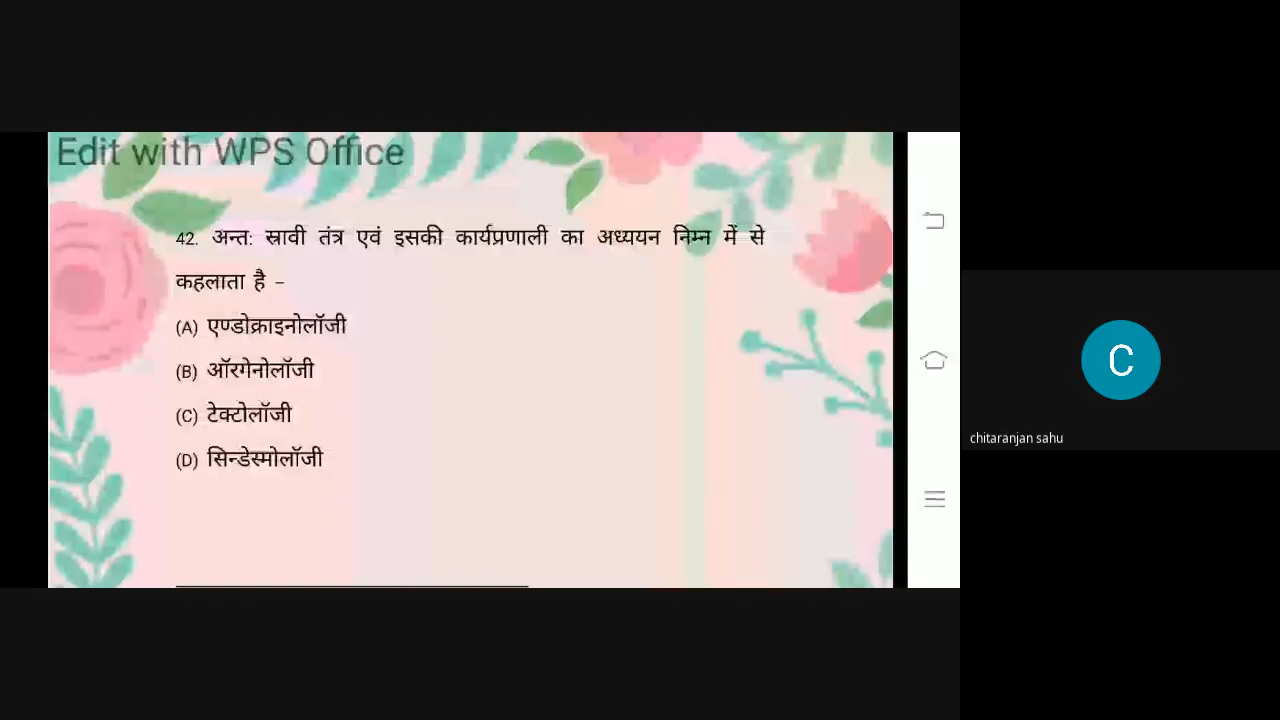 Edit with WPS Office
42. अन्त: स्रावी तंत्र एवं इसकी कार्यप्रणाली का अध्ययन निम्न में से
कहलाता है –
(A) एण्डोक्राइनोलॉजी
(B) ऑरगेनोलॉजी
(C) टेक्टोलॉजी
(D) सिन्डेस्मोलॉजी
C
chitaranjan sahu